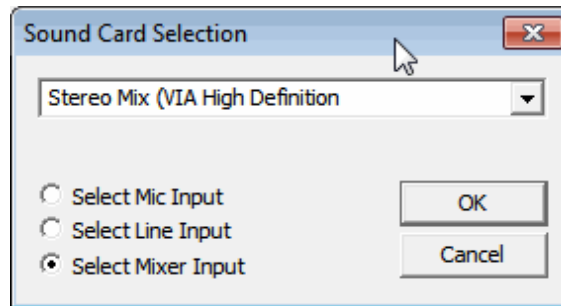 Sound Card Selection
Stereo Mix (VIA High Definition
Select Mic Input
Select Line Input
Select Mixer Input
OK
Cancel